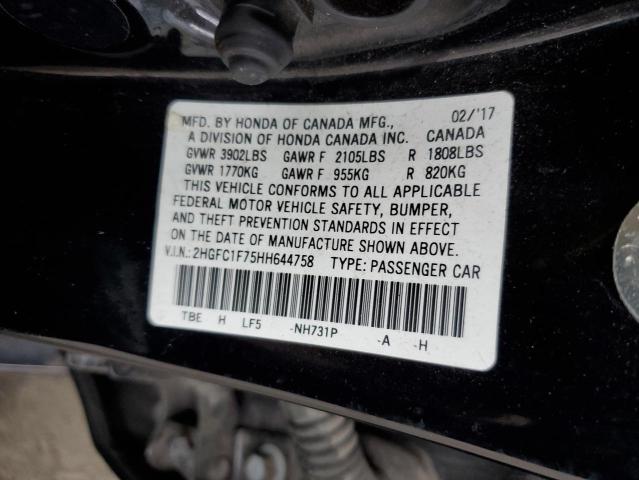 MFD. BY HONDA OF CANADA MFG., 02/'17
A DIVISION OF HONDA CANADA INC. CANADA
GVWR 3902LBS GAWR F 2105LBS R 1808LBS
GVWR 1770KG GAWR F 955KG R 820KG
THIS VEHICLE CONFORMS TO ALL APPLICABLE
FEDERAL MOTOR VEHICLE SAFETY, BUMPER,
AND THEFT PREVENTION STANDARDS IN EFFECT
ON THE DATE OF MANUFACTURE SHOWN ABOVE.
V.I.N.: 2HGFC1F75HH644758 TYPE: PASSENGER CAR
TBE H LF5 -NH731P -A -H